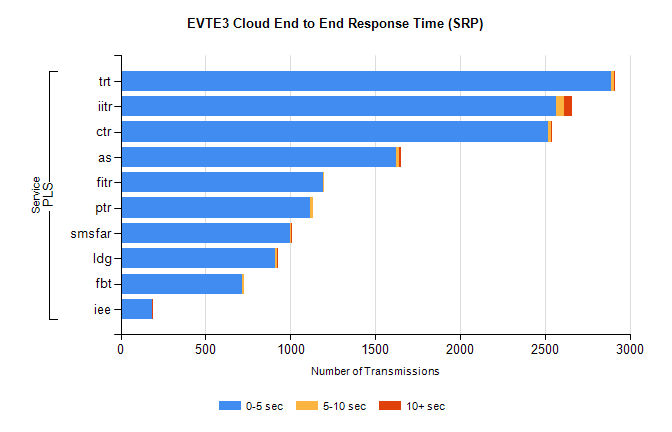 EVTE3 Cloud End to End Response Time (SRP)
trt
iitr
ctr
as
fitr
ptr
smsfar
ldg
fbt
iee
Service
PLS
0 500 1000 1500 2000 2500 3000
Number of Transmissions
0-5 sec 5-10 sec 10+ sec